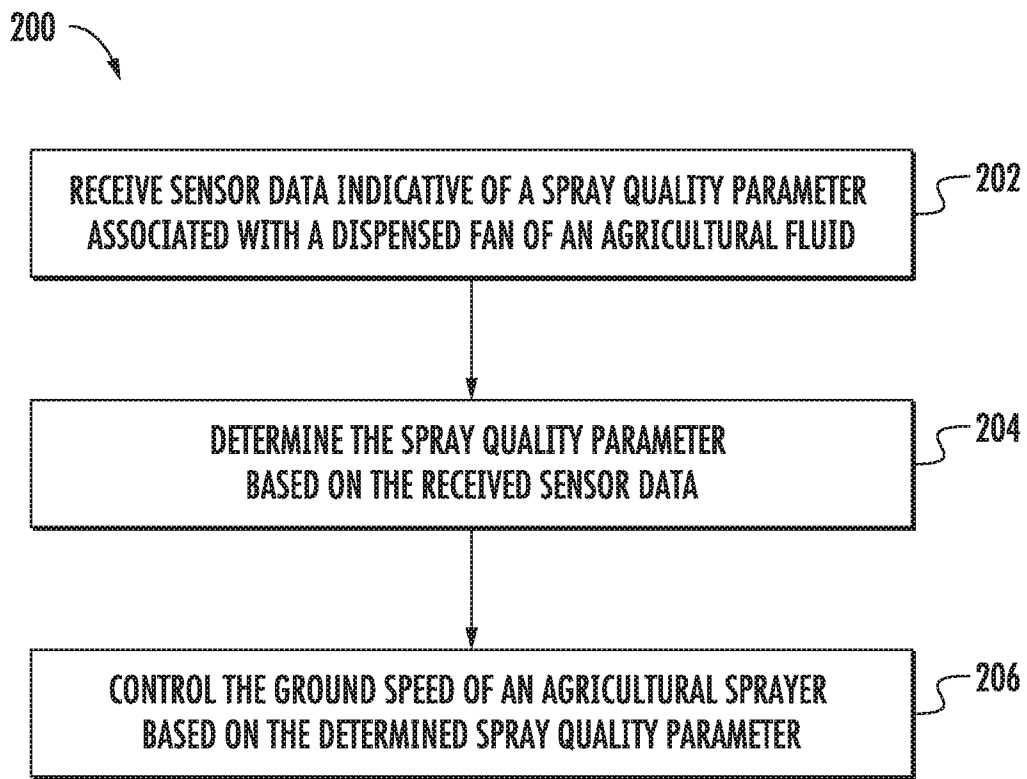 200
RECEIVE SENSOR DATA INDICATIVE OF A SPRAY QUALITY PARAMETER
ASSOCIATED WITH A DISPENSED FAN OF AN AGRICULTURAL FLUID
202
DETERMINE THE SPRAY QUALITY PARAMETER
BASED ON THE RECEIVED SENSOR DATA
204
CONTROL THE GROUND SPEED OF AN AGRICULTURAL SPRAYER
BASED ON THE DETERMINED SPRAY QUALITY PARAMETER
206